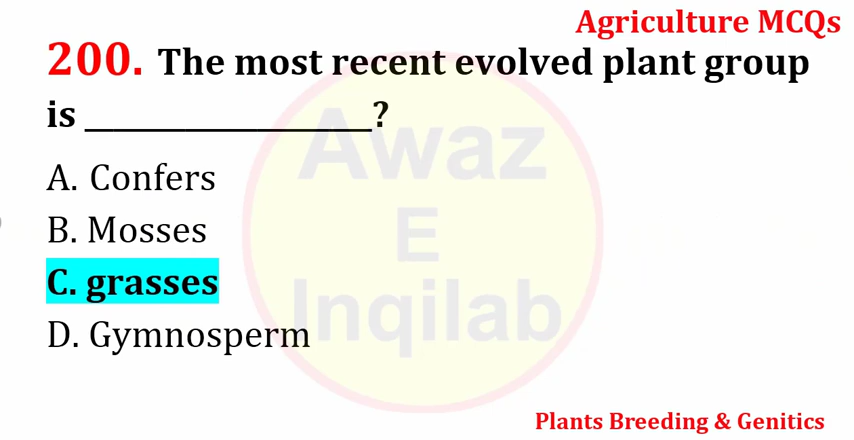 Agriculture MCQs
200. The most recent evolved plant group
is ____________________?
A. Confers
B. Mosses
C. grasses
D. Gymnosperm
Awaz
E
Inqilab
Plants Breeding & Genitics